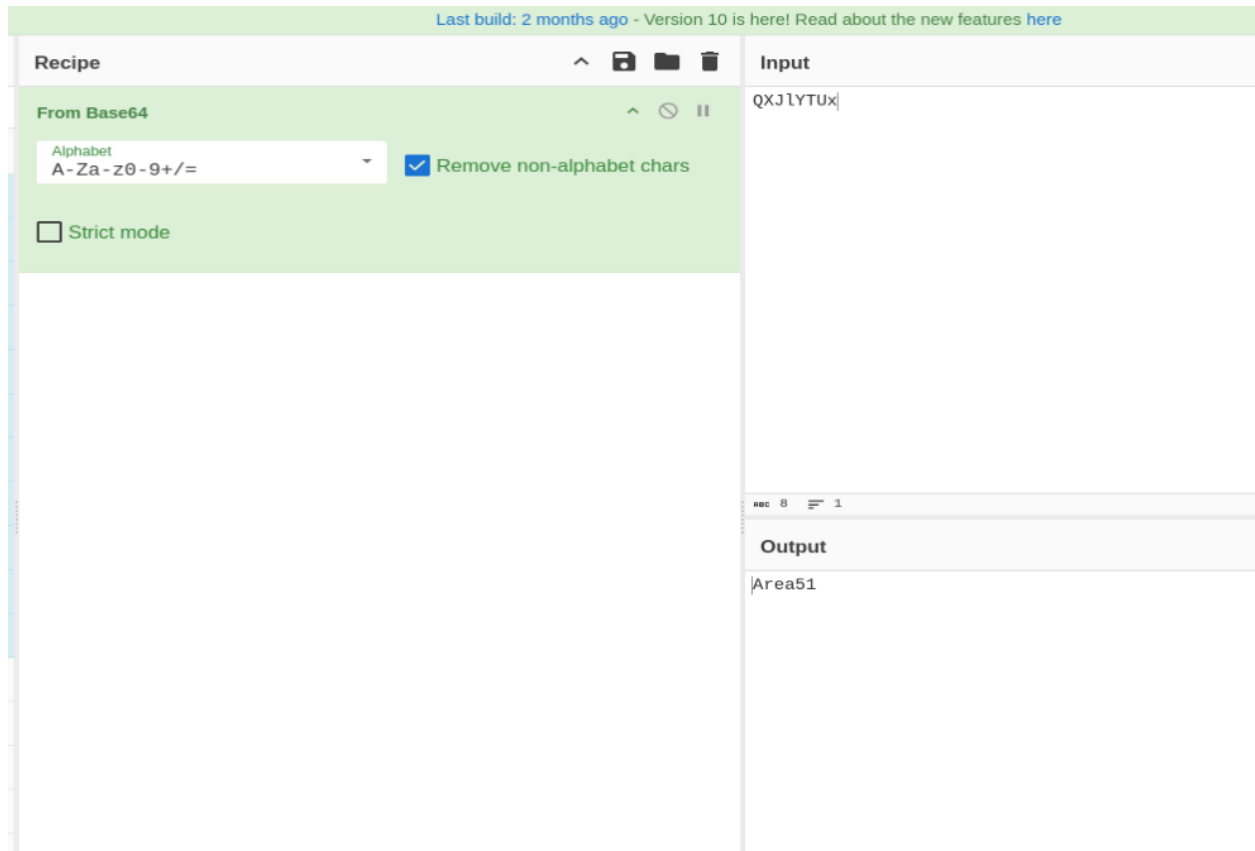 Last build: 2 months ago - Version 10 is here! Read about the new features here
Recipe
Input
From Base64
QXJlYTUx
Alphabet
A-Za-z0-9+/=
Remove non-alphabet chars
Strict mode
ABC 8 1
Output
Area51